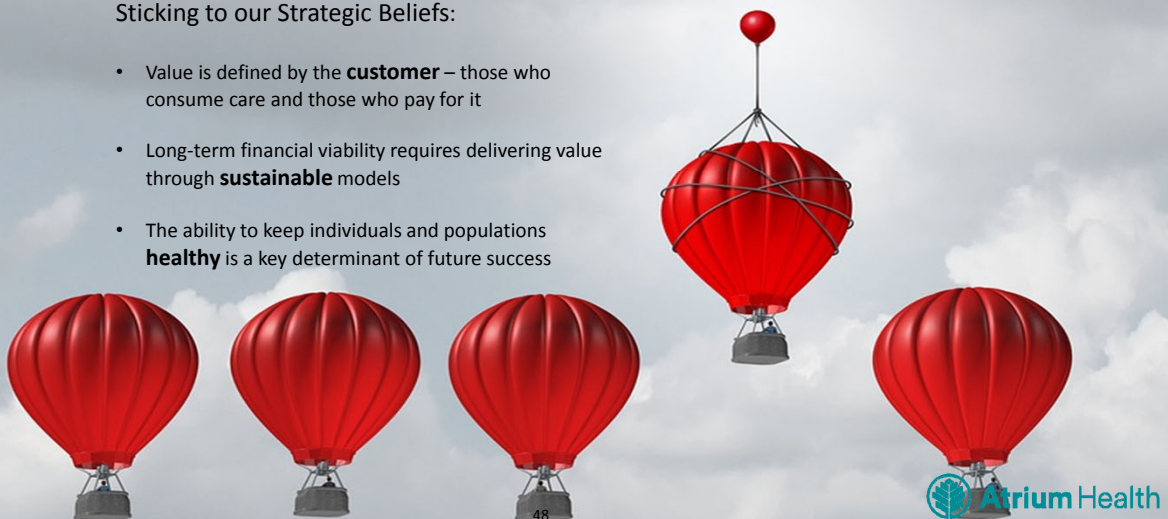 Sticking to our Strategic Beliefs:
• Value is defined by the customer – those who
consume care and those who pay for it
• Long-term financial viability requires delivering value
through sustainable models
• The ability to keep individuals and populations
healthy is a key determinant of future success
48
Atrium Health